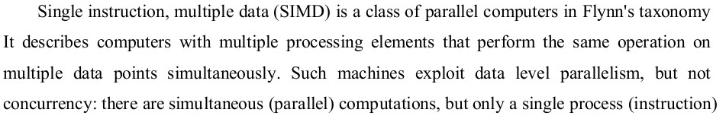 Single instruction, multiple data (SIMD) is a class of parallel computers in Flynn's taxonomy
It describes computers with multiple processing elements that perform the same operation on
multiple data points simultaneously. Such machines exploit data level parallelism, but not
concurrency: there are simultaneous (parallel) computations, but only a single process (instruction)